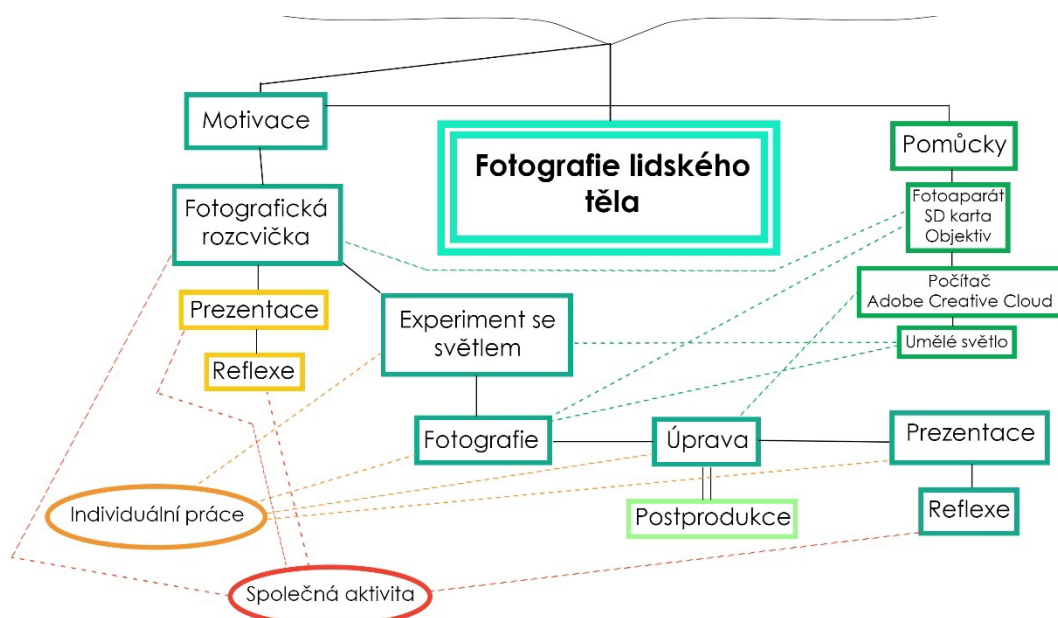 Motivace
Fotografie lidského
těla
Pomůcky
Fotografická
rozcvička
Fotoaparát
SD karta
Objektiv
Prezentace
Experiment se
světlem
Počítač
Adobe Creative Cloud
Umělé světlo
Reflexe
Fotografie
Úprava
Prezentace
Individuální práce
Postprodukce
Reflexe
Společná aktivita